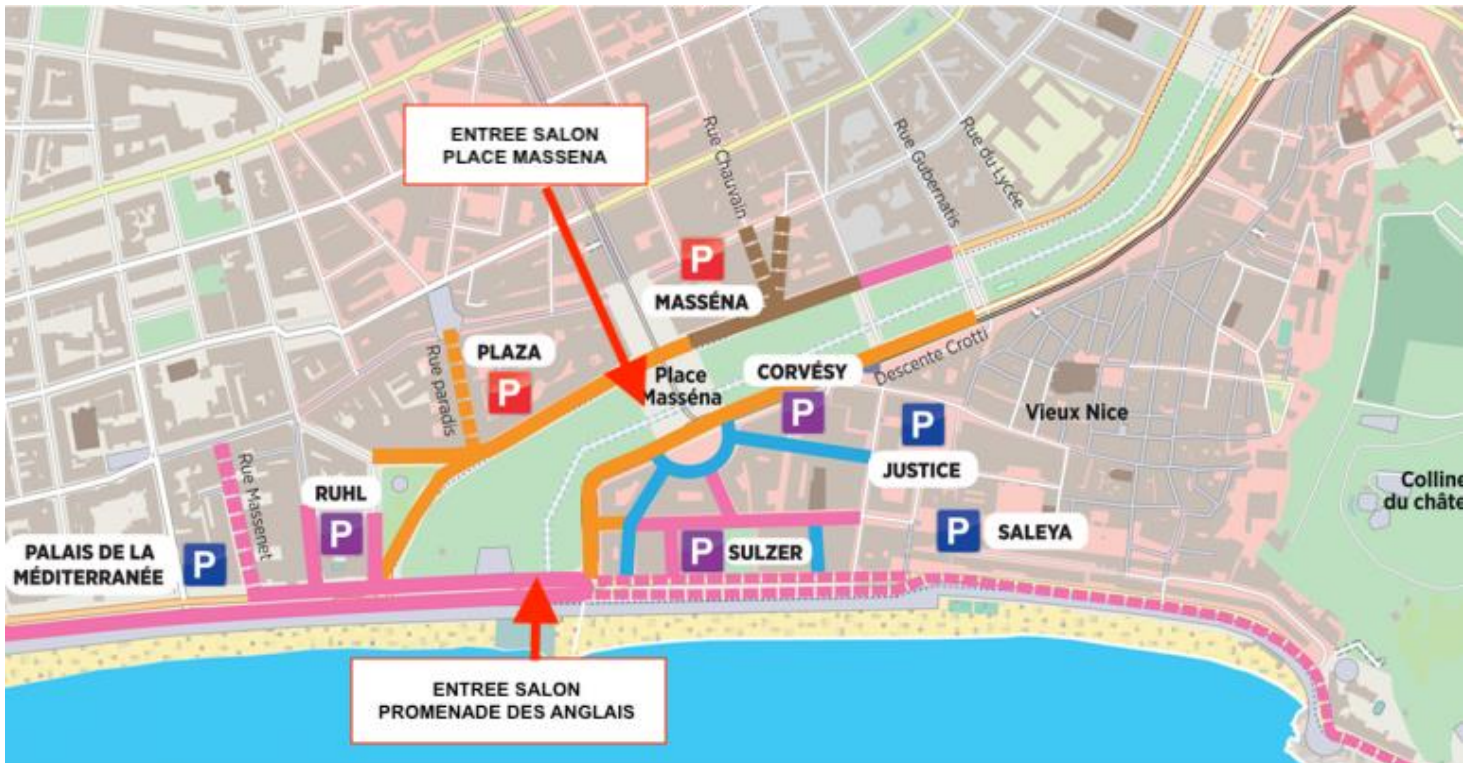 ENTREE SALON
PLACE MASSENA
Rue Chauvain
Rue Gubernatis
Rue du Lycée
P
MASSÉNA
PLAZA
P
Rue paradis
Place
Masséna
CORVÉSY
P
Descente Crotti
Vieux Nice
P
JUSTICE
Colline
du châte
Rue Massenet
RUHL
P
PALAIS DE LA
MÉDITERRANÉE
P
P
SULZER
P
SALEYA
ENTREE SALON
PROMENADE DES ANGLAIS